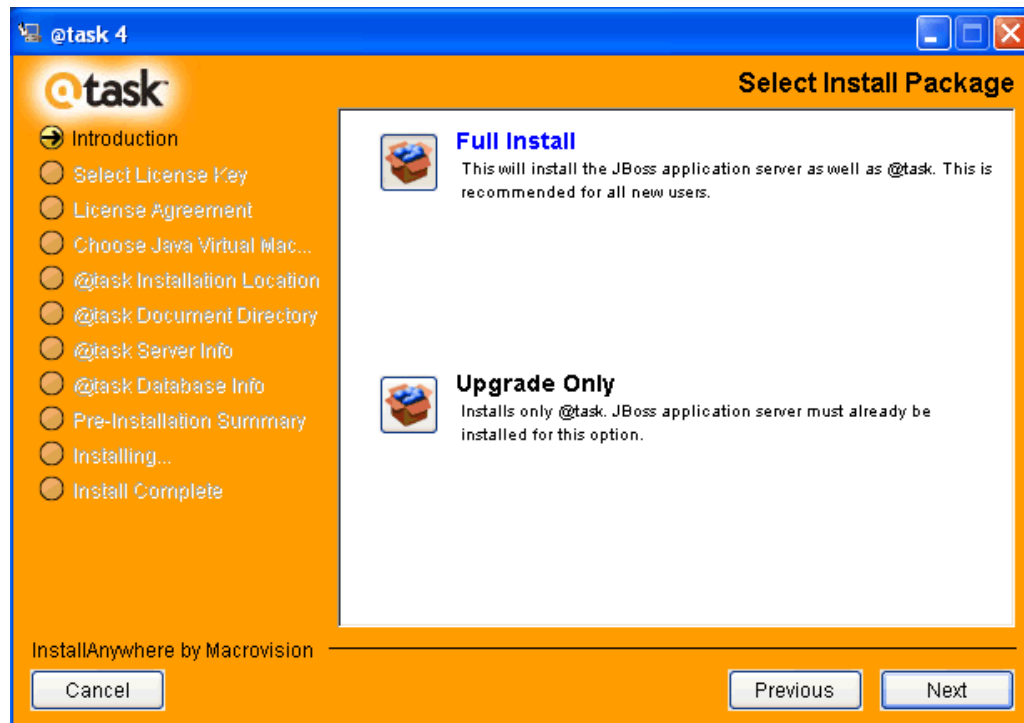 @task 4
@task
Select Install Package
Introduction
Select License Key
License Agreement
Choose Java Virtual Mac...
@task Installation Location
@task Document Directory
@task Server Info
@task Database Info
Pre-Installation Summary
Installing...
Install Complete
Full Install
This will install the JBoss application server as well as @task. This is
recommended for all new users.
Upgrade Only
Installs only @task. JBoss application server must already be
installed for this option.
InstallAnywhere by Macrovision
Cancel
Previous
Next